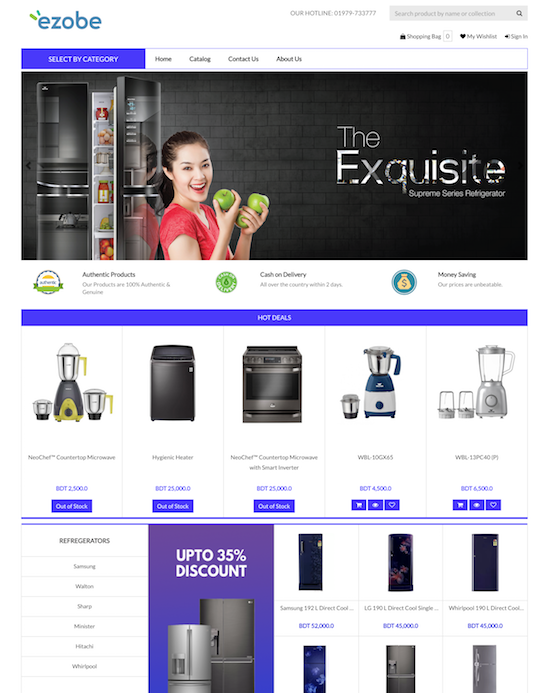 ezobe
OUR HOTLINE: 01979-733777
Search product by name or collection
Shopping Bag 0
My Wishlist
Sign In
SELECT BY CATEGORY
Home
Catalog
Contact Us
About Us
The
Exquisite
Supreme Series Refrigerator
Authentic Products
Our Products are 100% Authentic &
Genuine
Cash on Delivery
All over the country within 2 days.
Money Saving
Our prices are unbeatable.
HOT DEALS
NeoChef™ Countertop Microwave
BDT 2,500.0
Out of Stock
Hygienic Heater
BDT 25,000.0
Out of Stock
NeoChef™ Countertop Microwave
with Smart Inverter
BDT 25,000.0
Out of Stock
WBL-10GX65
BDT 4,500.0
WBL-13PC40 (P)
BDT 6,500.0
REFREGERATORS
Samsung
Walton
Sharp
Minister
Hitachi
Whirlpool
UPTO 35%
DISCOUNT
Samsung 192 L Direct Cool ...
BDT 52,000.0
LG 190 L Direct Cool Single ...
BDT 45,000.0
Whirlpool 190 L Direct Cool ...
BDT 45,000.0